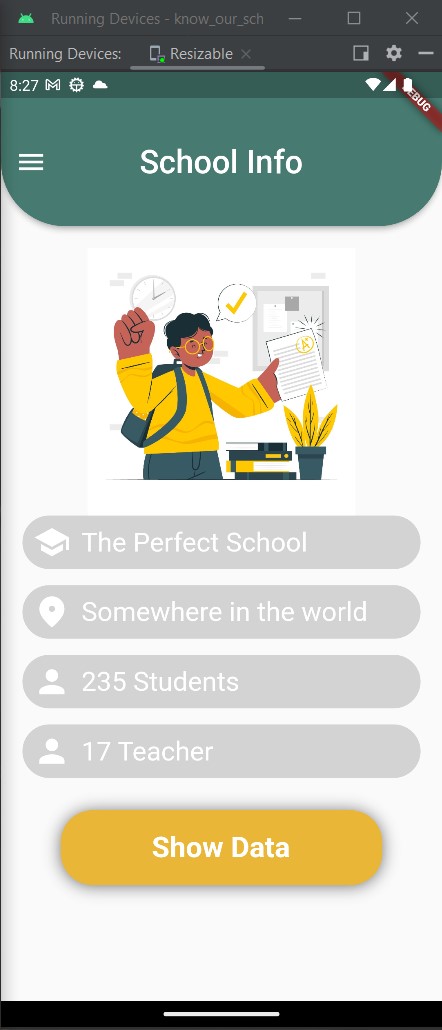 Running Devices - know_our_sch
Running Devices: Resizable
8:27
DEBUG
School Info
A
The Perfect School
Somewhere in the world
235 Students
17 Teacher
Show Data